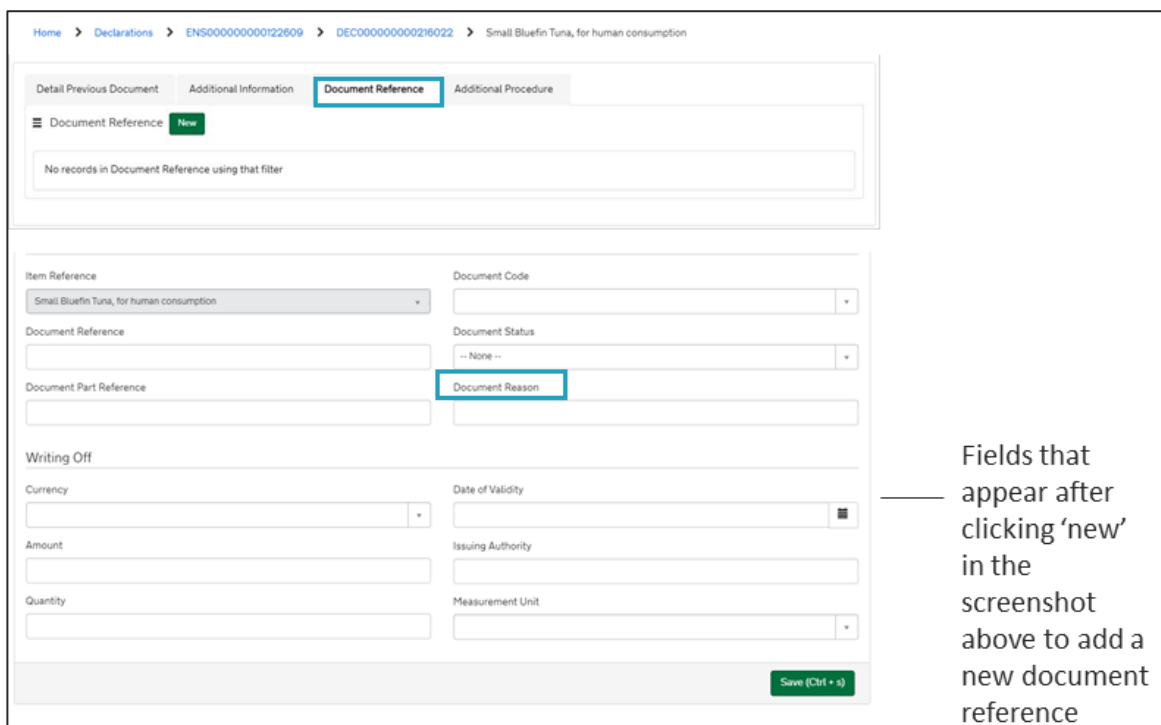 Home > Declarations > ENS000000000122609 > DEC000000000216022 > Small Bluefin Tuna, for human consumption
Detail Previous Document Additional Information Document Reference Additional Procedure
Document Reference New
No records in Document Reference using that filter
Item Reference Document Code
Small Bluefin Tuna, for human consumption
Document Reference Document Status
-- None --
Document Part Reference Document Reason
Writing Off
Currency Date of Validity
Amount Issuing Authority
Quantity Measurement Unit
Save (Ctrl + s)
Fields that
appear after
clicking ‘new’
in the
screenshot
above to add a
new document
reference